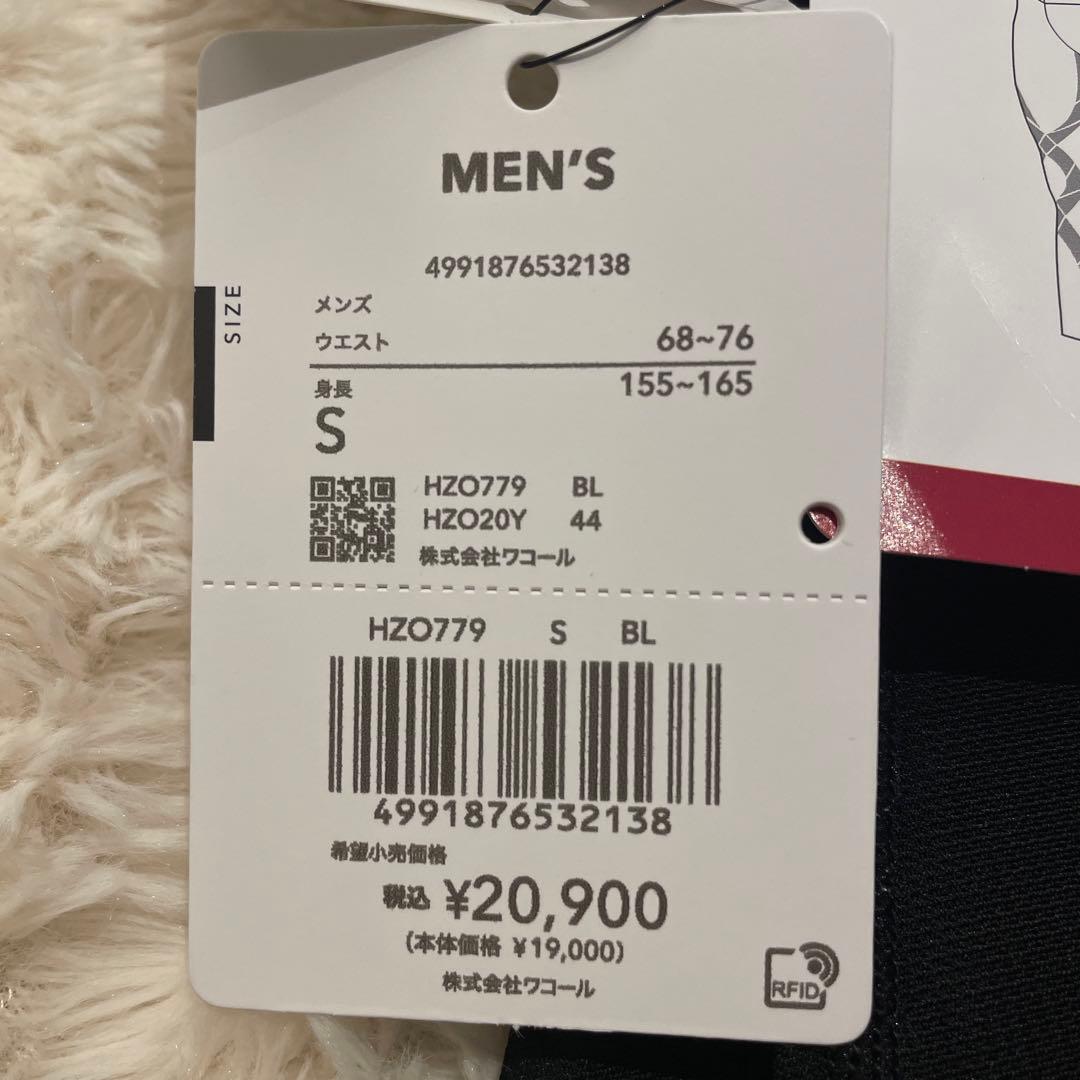 MEN'S
4991876532138
SIZE
メンズ
ウエスト 68~76
身長 155~165
S
HZO779 BL
HZO20Y 44
株式会社ワコール
HZO779 S BL
4991876532138
希望小売価格
税込 ¥20,900
(本体価格 ¥19,000)
株式会社ワコール
RFID